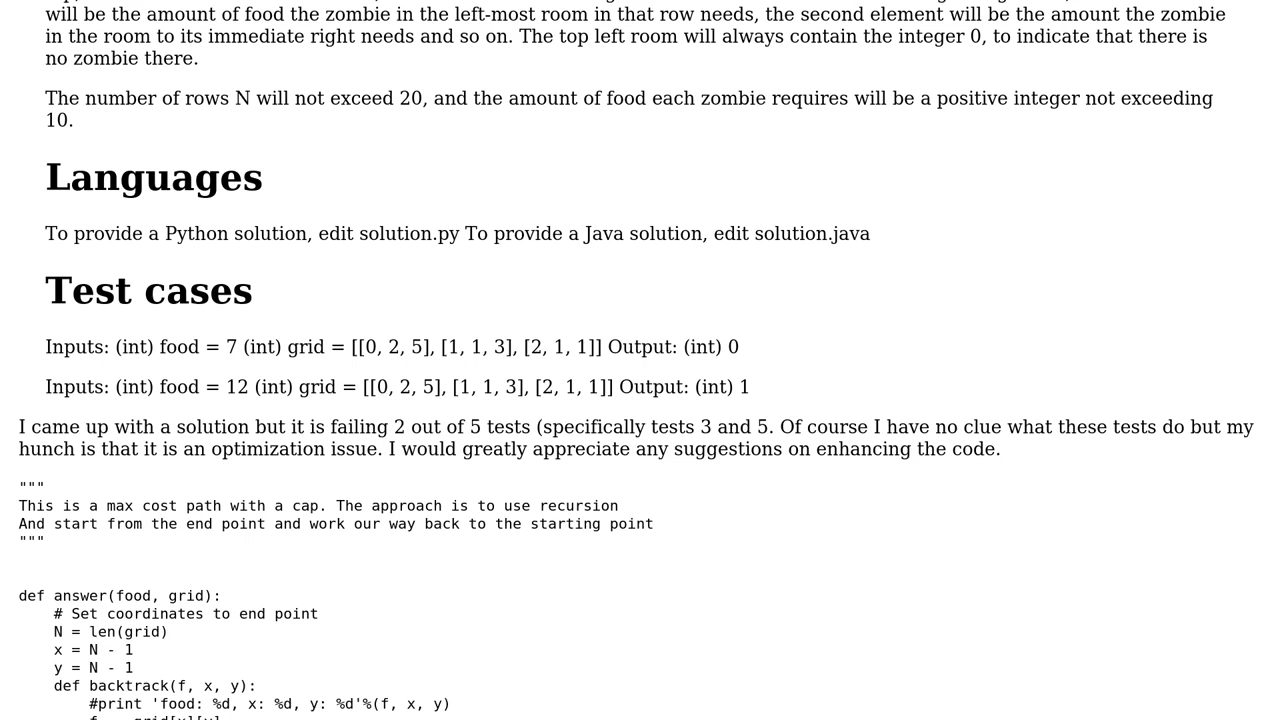 will be the amount of food the zombie in the left-most room in that row needs, the second element will be the amount the zombie
in the room to its immediate right needs and so on. The top left room will always contain the integer 0, to indicate that there is
no zombie there.
The number of rows N will not exceed 20, and the amount of food each zombie requires will be a positive integer not exceeding
10.
Languages
To provide a Python solution, edit solution.py To provide a Java solution, edit solution.java
Test cases
Inputs: (int) food = 7 (int) grid = [[0, 2, 5], [1, 1, 3], [2, 1, 1]] Output: (int) 0
Inputs: (int) food = 12 (int) grid = [[0, 2, 5], [1, 1, 3], [2, 1, 1]] Output: (int) 1
I came up with a solution but it is failing 2 out of 5 tests (specifically tests 3 and 5. Of course I have no clue what these tests do but my
hunch is that it is an optimization issue. I would greatly appreciate any suggestions on enhancing the code.
"""
This is a max cost path with a cap. The approach is to use recursion
And start from the end point and work our way back to the starting point
"""
def answer(food, grid):
    # Set coordinates to end point
    N = len(grid)
    x = N - 1
    y = N - 1
    def backtrack(f, x, y):
        #print 'food: %d, x: %d, y: %d'%(f, x, y)